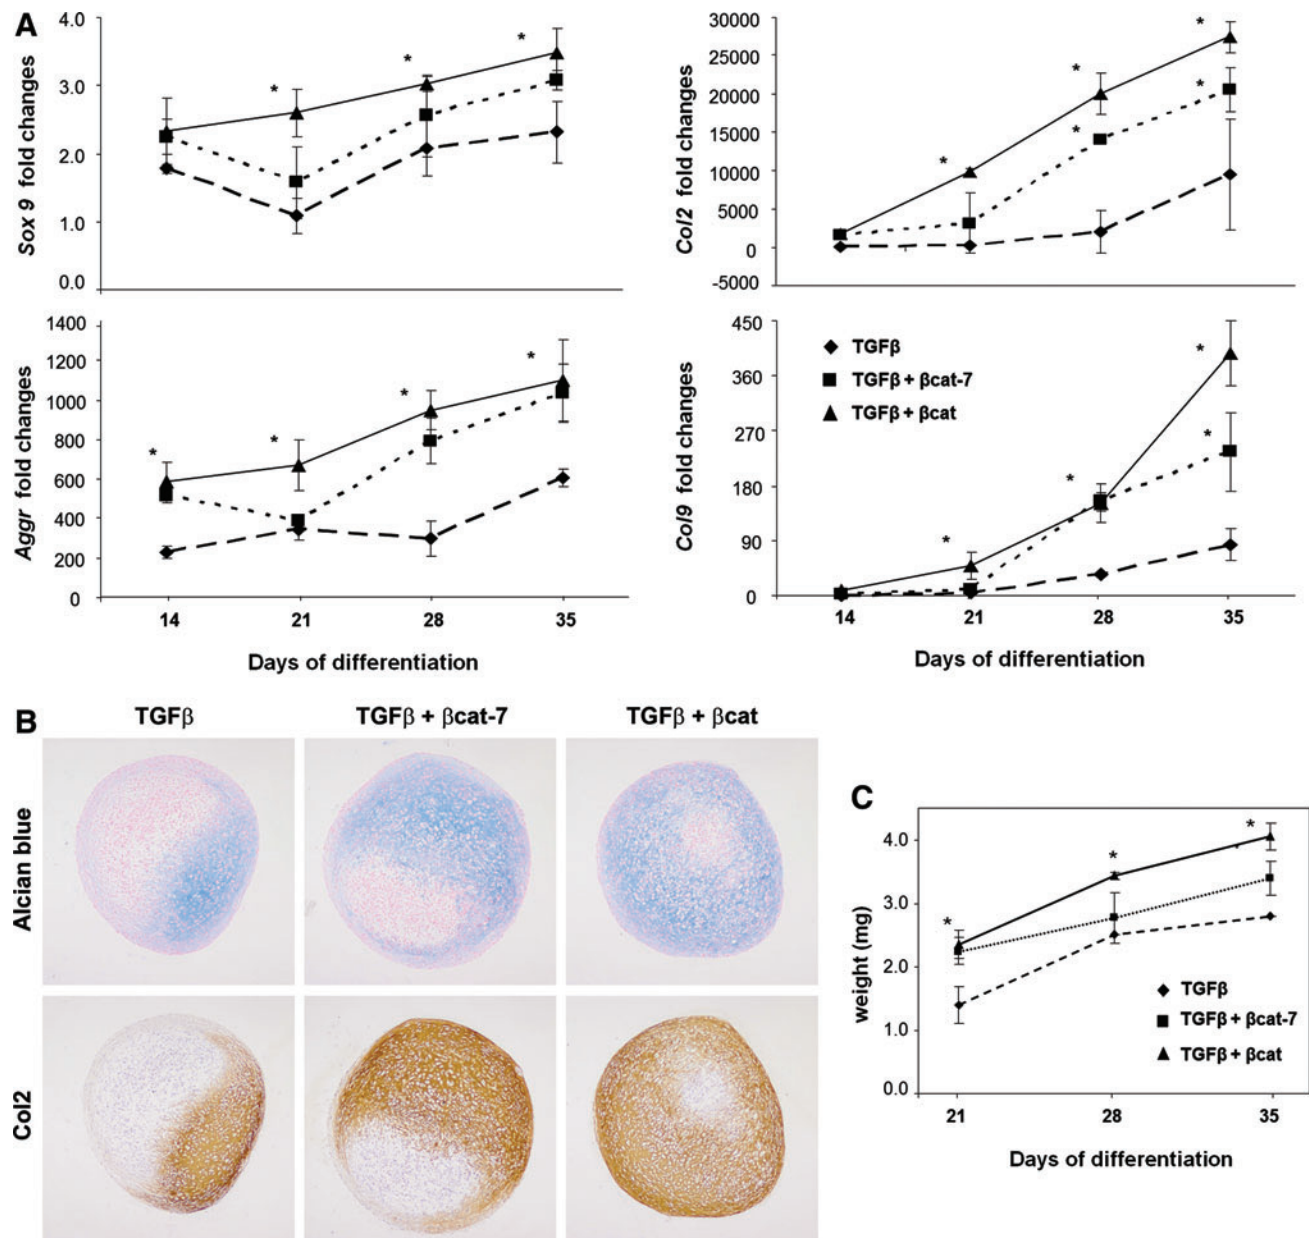 A
4.0
3.0
2.0
1.0
0.0
Sox 9 fold changes
*
*
*
30000
25000
20000
15000
10000
5000
0
-5000
Col2 fold changes
*
*
*
*
*
1400
1200
1000
800
600
400
200
0
Aggr fold changes
*
*
*
*
14
21
28
35
Days of differentiation
450
360
270
180
90
0
Col9 fold changes
TGFβ
TGFβ + βcat-7
TGFβ + βcat
*
*
*
*
14
21
28
35
Days of differentiation
B
TGFβ
TGFβ + βcat-7
TGFβ + βcat
Alcian blue
Col2
C
4.0
3.0
2.0
1.0
0.0
weight (mg)
*
*
*
TGFβ
TGFβ + βcat-7
TGFβ + βcat
21
28
35
Days of differentiation